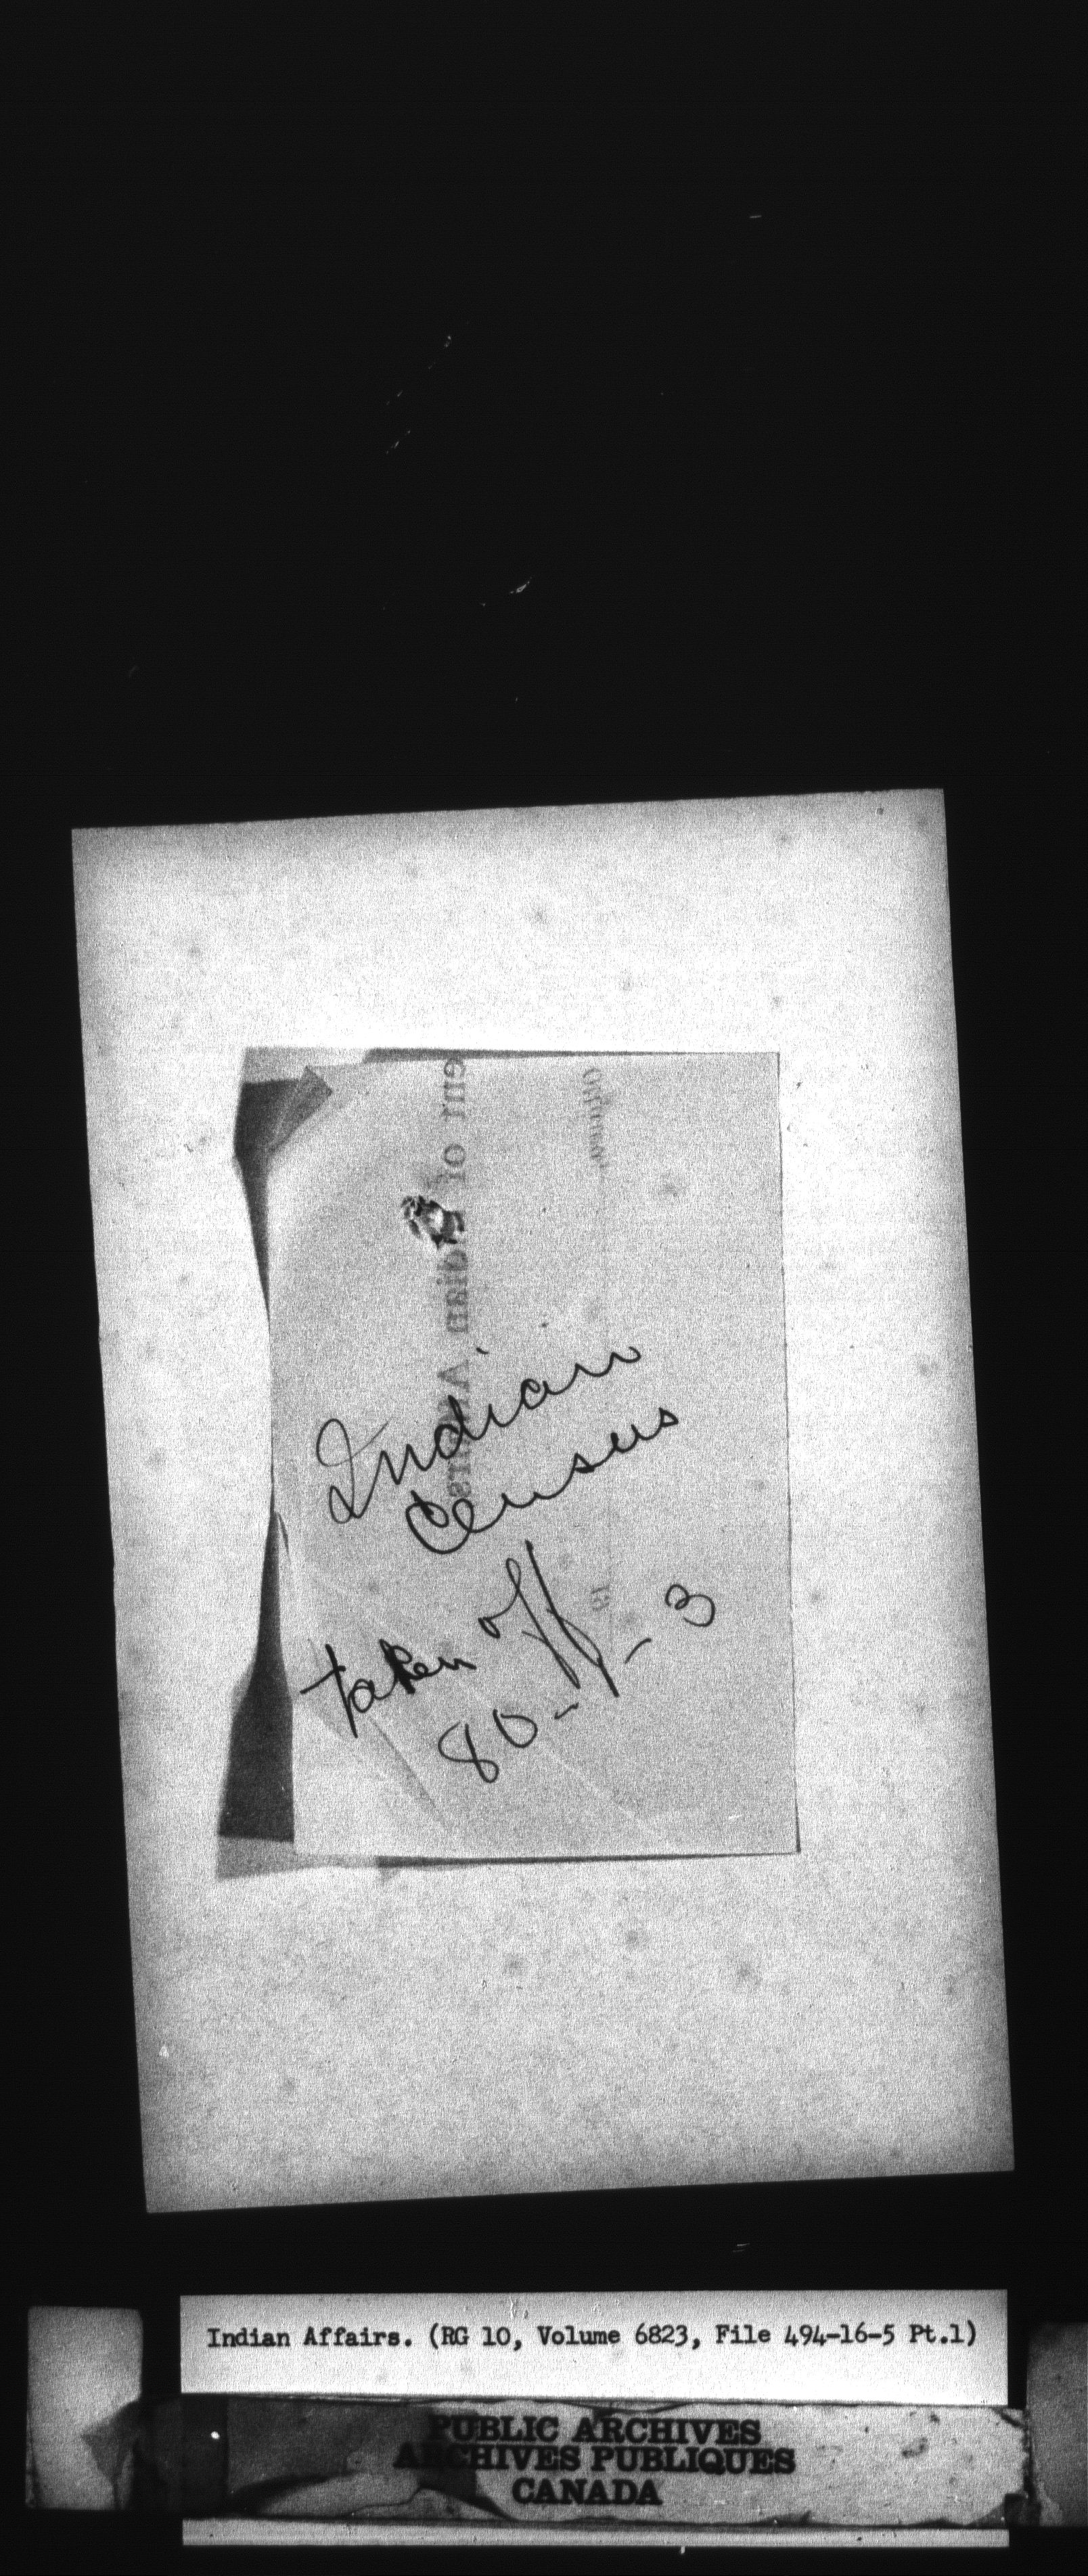 Indian
Census
taken off
80 - - 3
Indian Affairs. (RG 10, Volume 6823, File 494-16-5 Pt.1)
PUBLIC ARCHIVES
ARCHIVES PUBLIQUES
CANADA